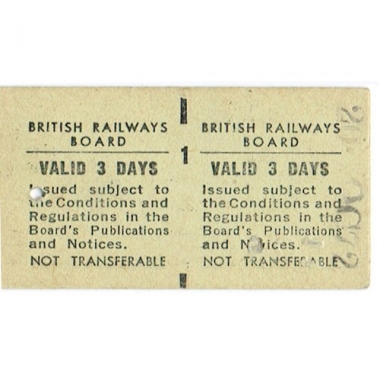 BRITISH RAILWAYS
BOARD
VALID 3 DAYS
Issued subject to
the Conditions and
Regulations in the
Board's Publications
and Notices.
NOT TRANSFERABLE
1
BRITISH RAILWAYS
BOARD
VALID 3 DAYS
Issued subject to
the Conditions and
Regulations in the
Board's Publications
and Notices.
NOT TRANSFERABLE